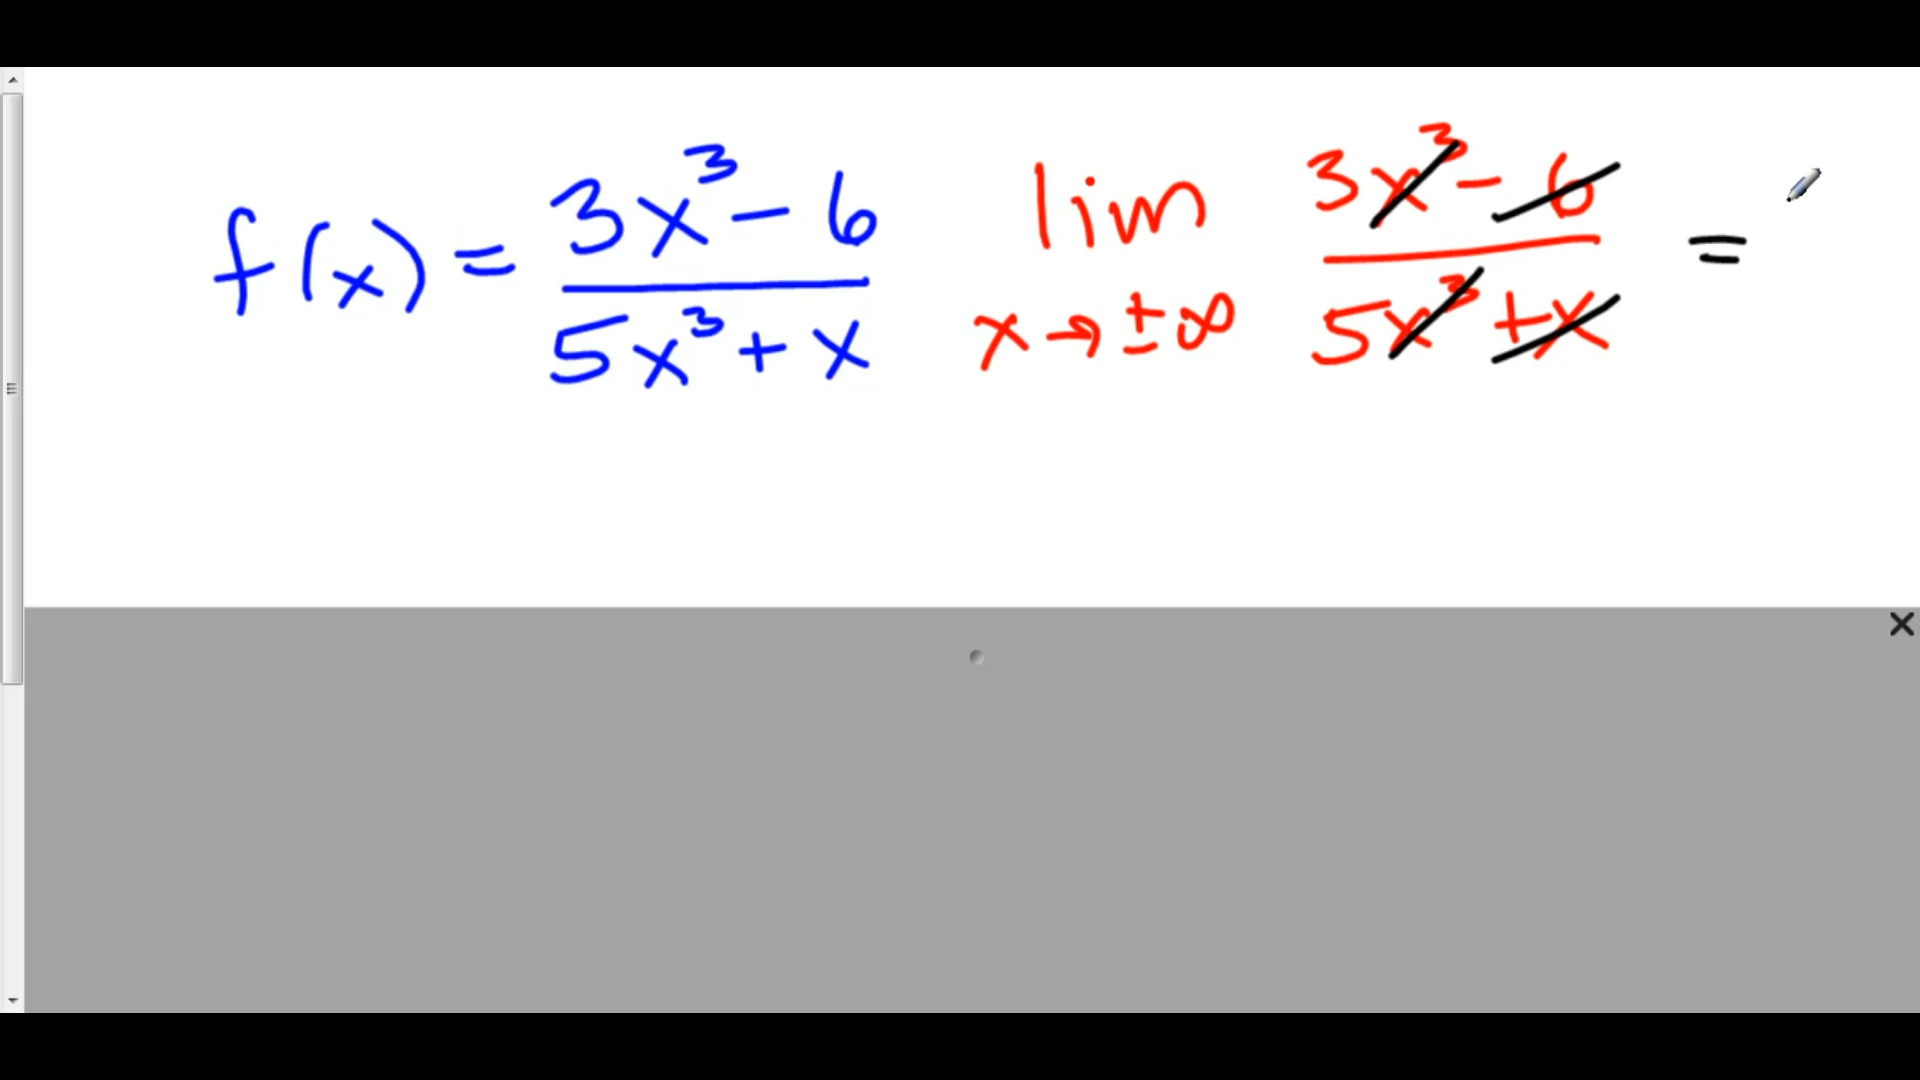 f(x) = 3x³ - 6 / 5x³ + x
lim x→±∞ 3x³ - 6 / 5x³ + x =